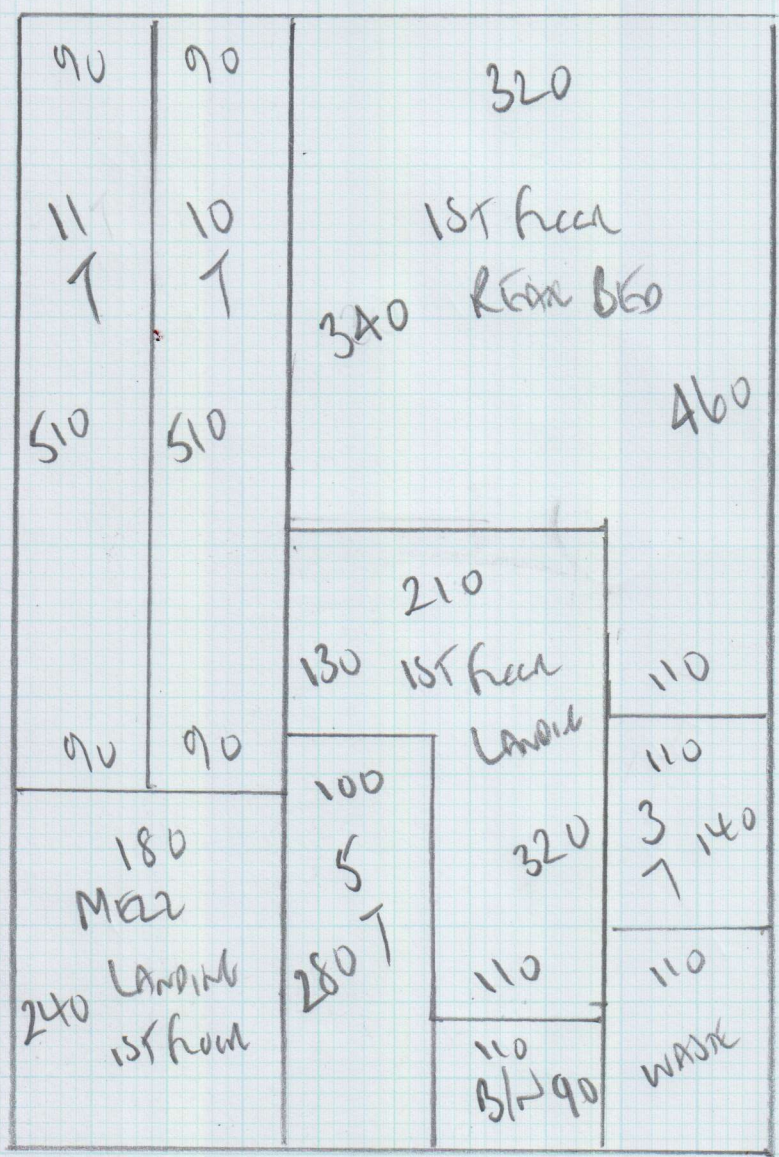 90
90
320
11 T
10 T
1ST FLOOR
REAR BED
340
460
510
510
210
130
1ST FLOOR
LANDING
110
90
90
100
110
180
5 T
3 T
140
320
MEZZ
LANDING
1ST FLOOR
240
280
110
110
110
B/N 90
WASTE